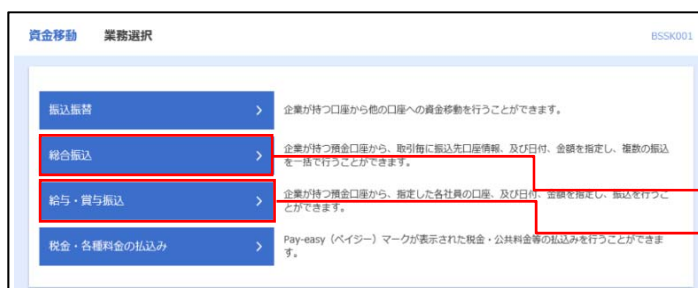 資金移動 業務選択 BSSK001
振込振替 企業が持つ口座から他の口座への資金移動を行うことができます。
総合振込 企業が持つ預金口座から、取引毎に振込先口座情報、及び日付、金額を指定し、複数の振込
を一括で行うことができます。
給与・賞与振込 企業が持つ預金口座から、指定した各社員の口座、及び日付、金額を指定し、振込を行うこ
とができます。
税金・各種料金の払込み Pay-easy（ペイジー）マークが表示された税金・公共料金等の払込みを行うことができま
す。